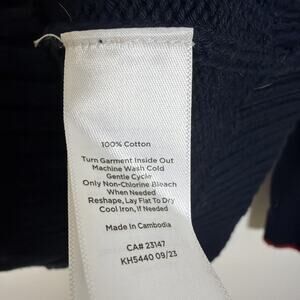 100% Cotton
Turn Garment Inside Out
Machine Wash Cold
Gentle Cycle
Only Non-Chlorine Bleach
When Needed
Reshape, Lay Flat To Dry
Cool Iron, If Needed
Made in Cambodia
CA# 23147
KH5440 09/23